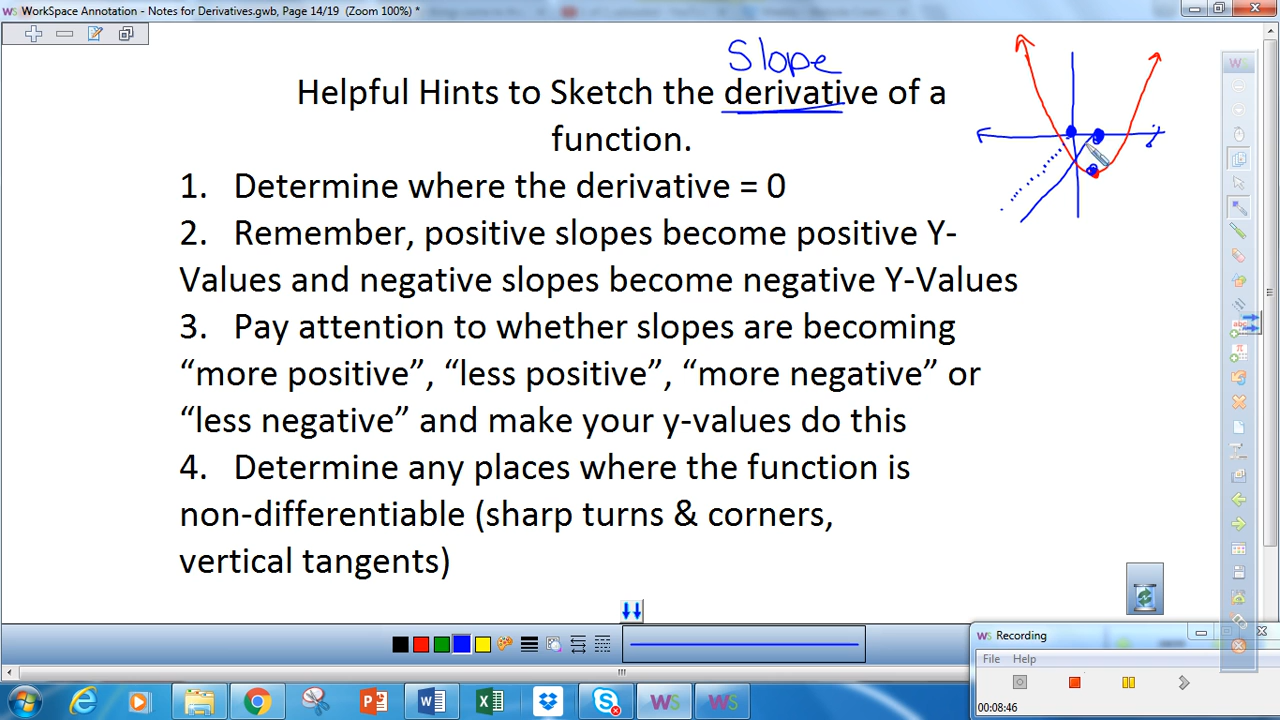 WorkSpace Annotation - Notes for Derivatives.gwb, Page 14/19 (Zoom 100%) *
WS
Slope
Helpful Hints to Sketch the derivative of a
function.
1. Determine where the derivative = 0
2. Remember, positive slopes become positive Y-
Values and negative slopes become negative Y-Values
3. Pay attention to whether slopes are becoming
“more positive”, “less positive”, “more negative” or
“less negative” and make your y-values do this
4. Determine any places where the function is
non-differentiable (sharp turns & corners,
vertical tangents)
WS Recording
File Help
00:08:46
WS WS